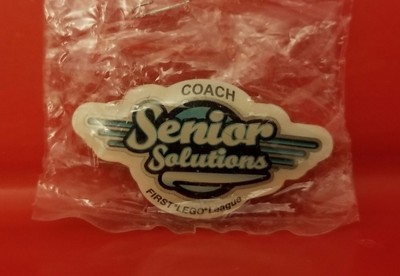 COACH
Senior
Solutions
FIRST LEGO League